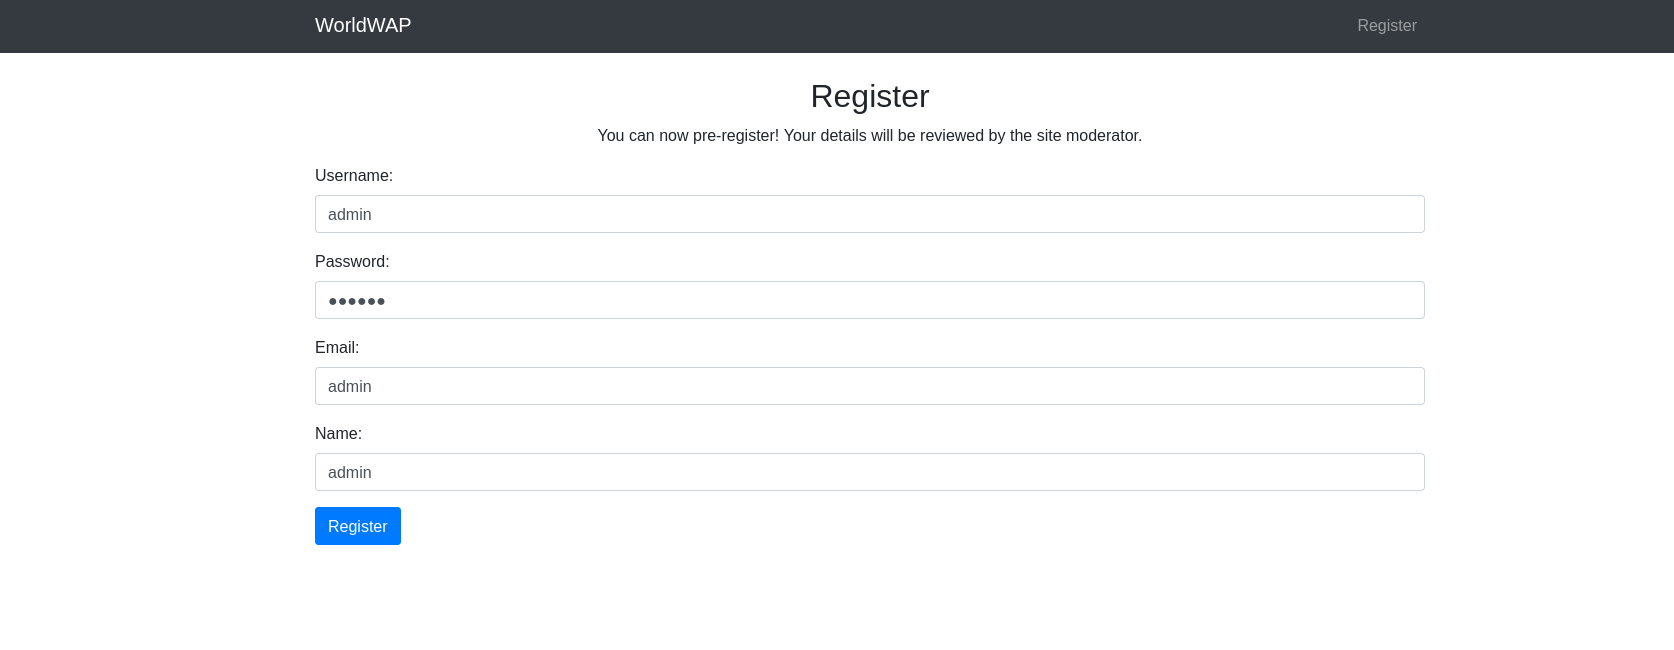 WorldWAP
Register
Register
You can now pre-register! Your details will be reviewed by the site moderator.
Username:
admin
Password:
●●●●●●
Email:
admin
Name:
admin
Register